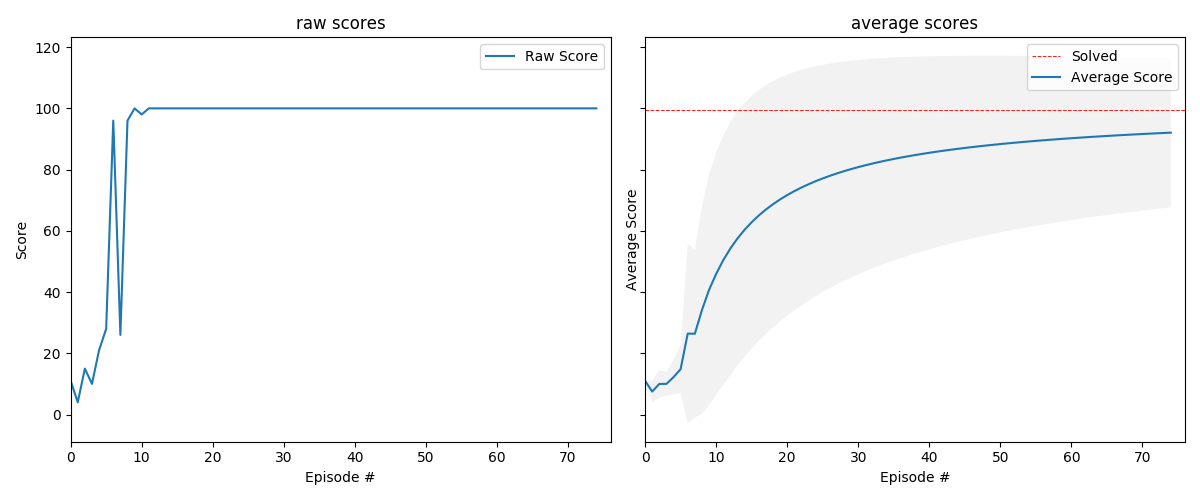 raw scores
Raw Score
Score
120
100
80
60
40
20
0
0 10 20 30 40 50 60 70
Episode #
average scores
Solved
Average Score
Average Score
0 10 20 30 40 50 60 70
Episode #